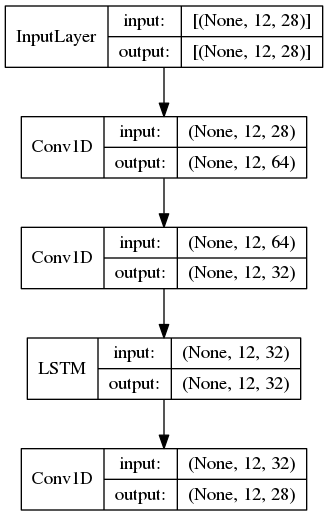 InputLayer input: [(None, 12, 28)]
output: [(None, 12, 28)]
Conv1D input: (None, 12, 28)
output: (None, 12, 64)
Conv1D input: (None, 12, 64)
output: (None, 12, 32)
LSTM input: (None, 12, 32)
output: (None, 12, 32)
Conv1D input: (None, 12, 32)
output: (None, 12, 28)